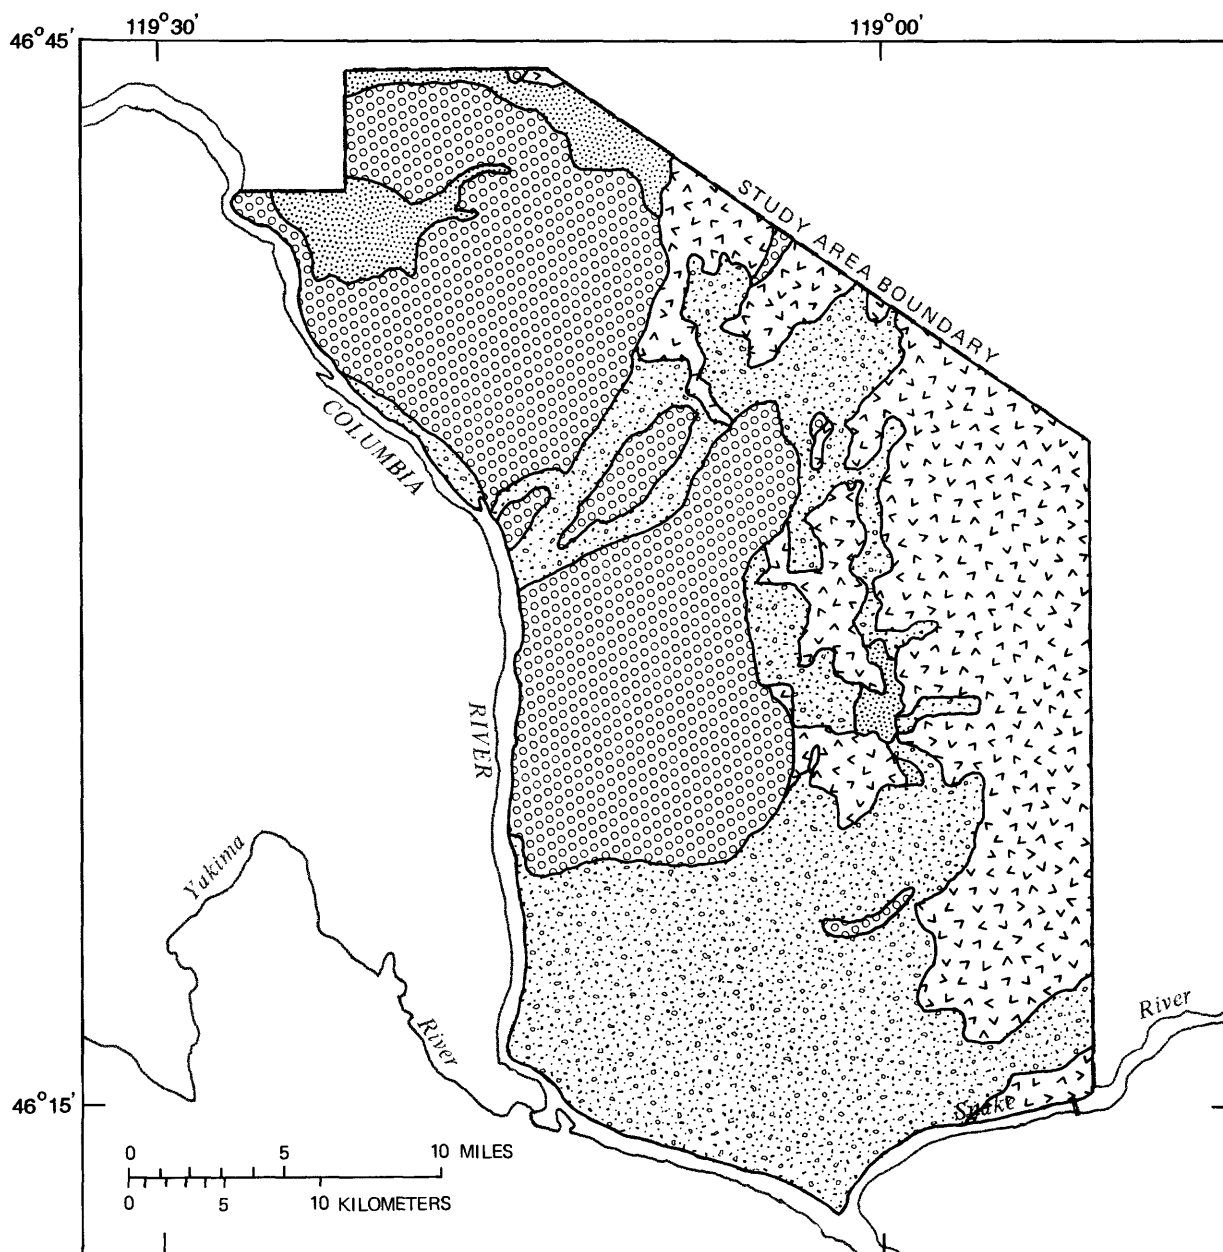 119°30′
119°00′
46°45′
STUDY AREA BOUNDARY
COLUMBIA
RIVER
Yakima
River
River
Snake
46°15′
0 5 10 MILES
0 5 10 KILOMETERS